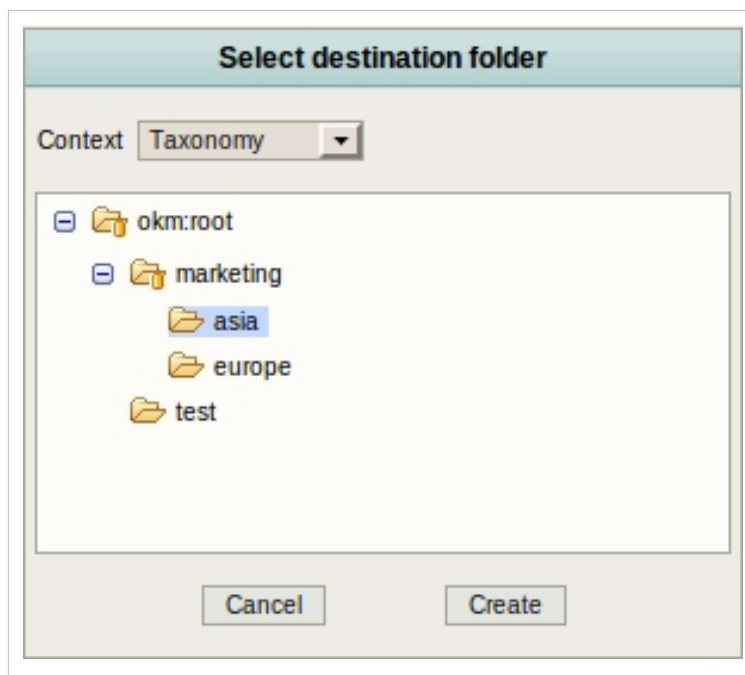 Select destination folder
Context Taxonomy
okm:root
marketing
asia
europe
test
Cancel Create